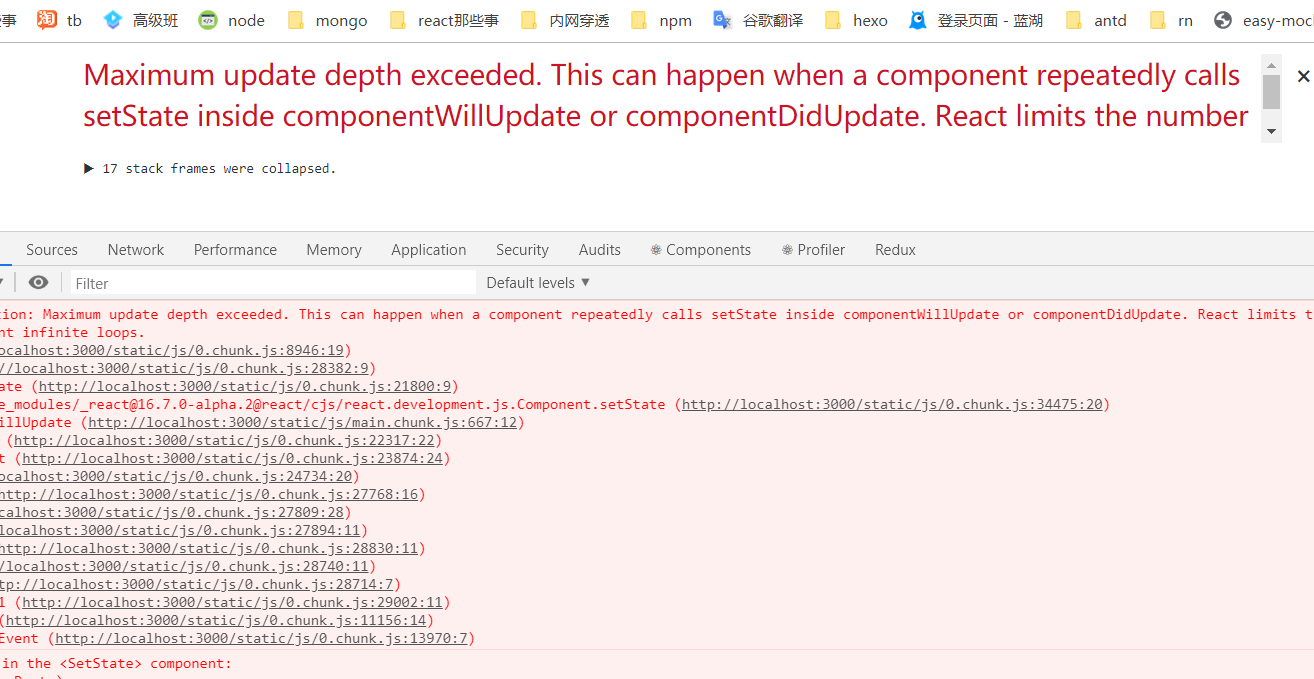 事 tb 高级班 node mongo react那些事 内网穿透 npm 谷歌翻译 hexo 登录页面 - 蓝湖 antd rn easy-moc
Maximum update depth exceeded. This can happen when a component repeatedly calls
setState inside componentWillUpdate or componentDidUpdate. React limits the number
▶ 17 stack frames were collapsed.
Sources Network Performance Memory Application Security Audits Components Profiler Redux
Filter Default levels ▼
tion: Maximum update depth exceeded. This can happen when a component repeatedly calls setState inside componentWillUpdate or componentDidUpdate. React limits t
nt infinite loops.
ocalhost:3000/static/js/0.chunk.js:8946:19)
//localhost:3000/static/js/0.chunk.js:28382:9)
ate (http://localhost:3000/static/js/0.chunk.js:21800:9)
e_modules/_react@16.7.0-alpha.2@react/cjs/react.development.js.Component.setState (http://localhost:3000/static/js/0.chunk.js:34475:20)
illUpdate (http://localhost:3000/static/js/main.chunk.js:667:12)
(http://localhost:3000/static/js/0.chunk.js:22317:22)
t (http://localhost:3000/static/js/0.chunk.js:23874:24)
ocalhost:3000/static/js/0.chunk.js:24734:20)
http://localhost:3000/static/js/0.chunk.js:27768:16)
calhost:3000/static/js/0.chunk.js:27809:28)
localhost:3000/static/js/0.chunk.js:27894:11)
http://localhost:3000/static/js/0.chunk.js:28830:11)
/localhost:3000/static/js/0.chunk.js:28740:11)
tp://localhost:3000/static/js/0.chunk.js:28714:7)
1 (http://localhost:3000/static/js/0.chunk.js:29002:11)
(http://localhost:3000/static/js/0.chunk.js:11156:14)
Event (http://localhost:3000/static/js/0.chunk.js:13970:7)
in the <SetState> component: